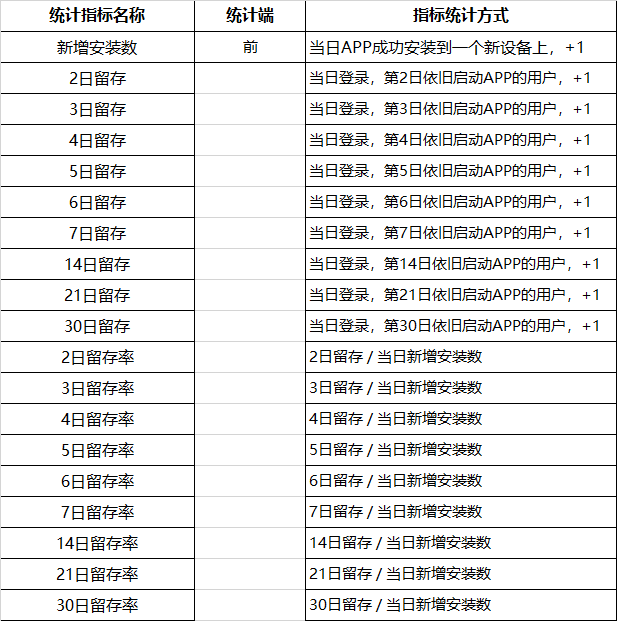 统计指标名称 统计端 指标统计方式
新增安装数 前 当日APP成功安装到一个新设备上，+1
2日留存 当日登录，第2日依旧启动APP的用户，+1
3日留存 当日登录，第3日依旧启动APP的用户，+1
4日留存 当日登录，第4日依旧启动APP的用户，+1
5日留存 当日登录，第5日依旧启动APP的用户，+1
6日留存 当日登录，第6日依旧启动APP的用户，+1
7日留存 当日登录，第7日依旧启动APP的用户，+1
14日留存 当日登录，第14日依旧启动APP的用户，+1
21日留存 当日登录，第21日依旧启动APP的用户，+1
30日留存 当日登录，第30日依旧启动APP的用户，+1
2日留存率 2日留存 / 当日新增安装数
3日留存率 3日留存 / 当日新增安装数
4日留存率 4日留存 / 当日新增安装数
5日留存率 5日留存 / 当日新增安装数
6日留存率 6日留存 / 当日新增安装数
7日留存率 7日留存 / 当日新增安装数
14日留存率 14日留存 / 当日新增安装数
21日留存率 21日留存 / 当日新增安装数
30日留存率 30日留存 / 当日新增安装数